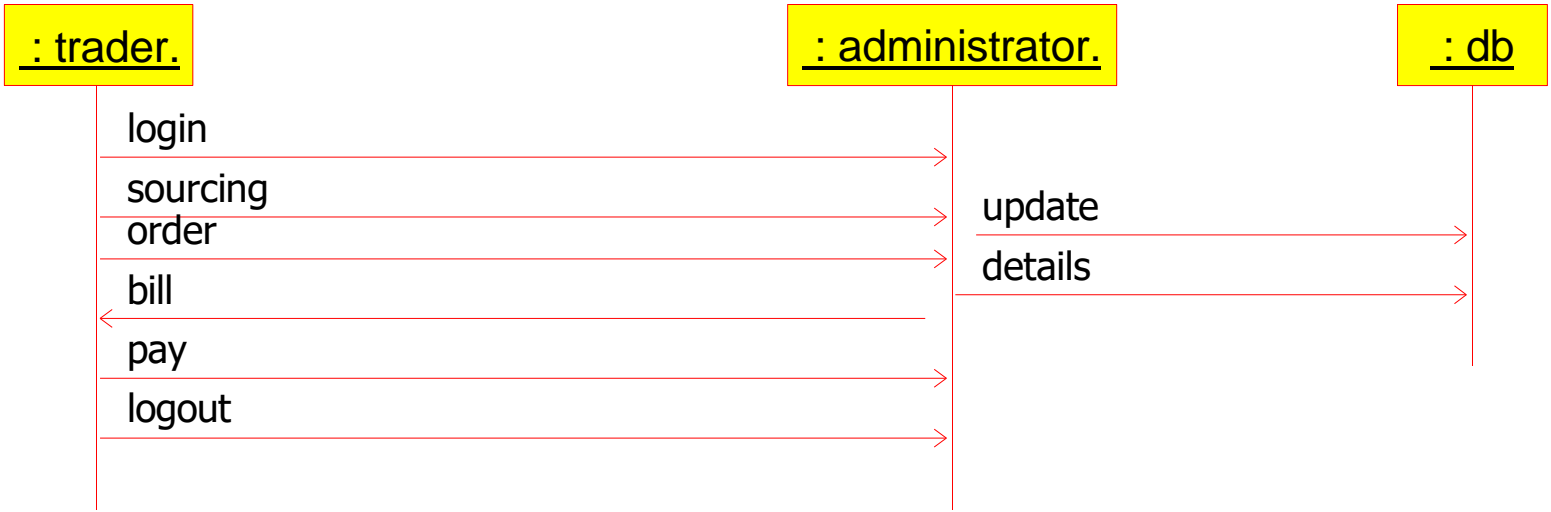 : trader.
: administrator.
: db
login
sourcing
update
order
details
bill
pay
logout